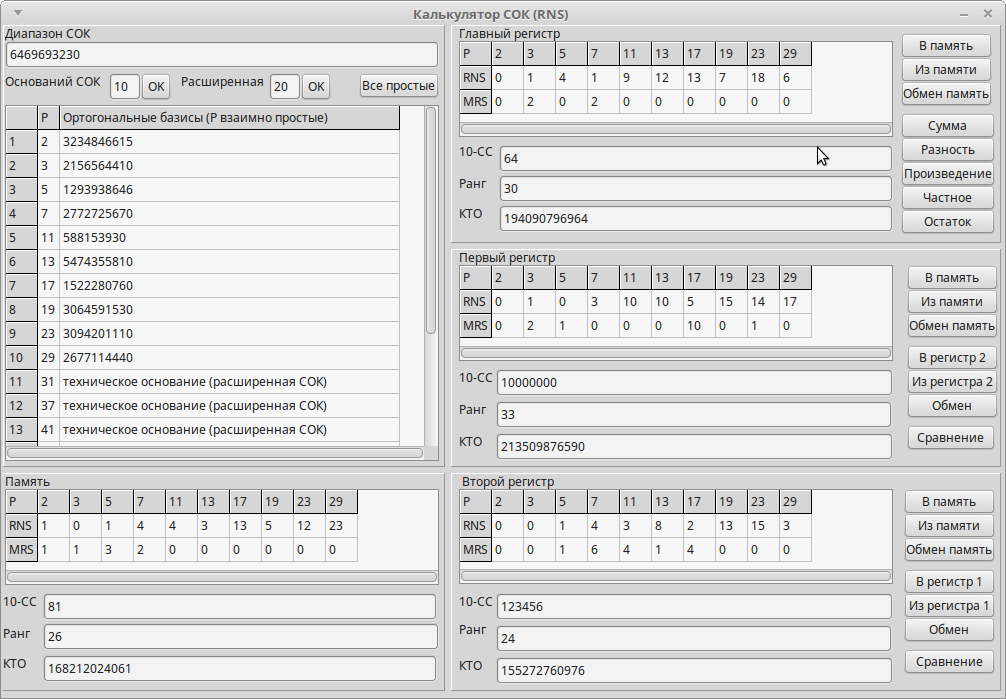 Калькулятор СОК (RNS)
Диапазон СОК
6469693230
Оснований СОК 10 OK Расширенная 20 OK Все простые
P Ортогональные базисы (P взаимно простые)
1 2 3234846615
2 3 2156564410
3 5 1293938646
4 7 2772725670
5 11 588153930
6 13 5474355810
7 17 1522280760
8 19 3064591530
9 23 3094201110
10 29 2677114440
11 31 техническое основание (расширенная СОК)
12 37 техническое основание (расширенная СОК)
13 41 техническое основание (расширенная СОК)
Главный регистр
P 2 3 5 7 11 13 17 19 23 29
RNS 0 1 4 1 9 12 13 7 18 6
MRS 0 2 0 2 0 0 0 0 0 0
10-СС 64
Ранг 30
КТО 194090796964
В память
Из памяти
Обмен память
Сумма
Разность
Произведение
Частное
Остаток
Первый регистр
P 2 3 5 7 11 13 17 19 23 29
RNS 0 1 0 3 10 10 5 15 14 17
MRS 0 2 1 0 0 0 10 0 1 0
10-СС 10000000
Ранг 33
КТО 213509876590
В память
Из памяти
Обмен память
В регистр 2
Из регистра 2
Обмен
Сравнение
Память
P 2 3 5 7 11 13 17 19 23 29
RNS 1 0 1 4 4 3 13 5 12 23
MRS 1 1 3 2 0 0 0 0 0 0
10-СС 81
Ранг 26
КТО 168212024061
Второй регистр
P 2 3 5 7 11 13 17 19 23 29
RNS 0 0 1 4 3 8 2 13 15 3
MRS 0 0 1 6 4 1 4 0 0 0
10-СС 123456
Ранг 24
КТО 155272760976
В память
Из памяти
Обмен память
В регистр 1
Из регистра 1
Обмен
Сравнение